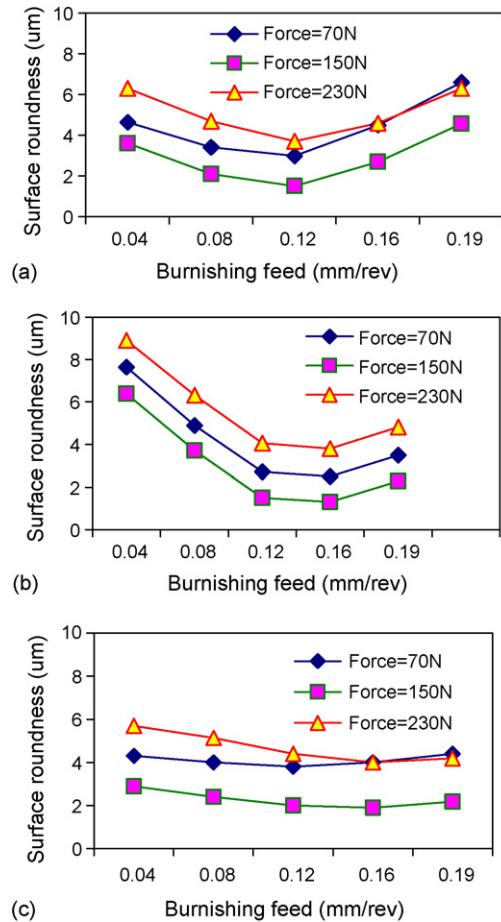 10
8
6
4
2
0
Surface roundness (um)
Force=70N
Force=150N
Force=230N
0.04 0.08 0.12 0.16 0.19
(a) Burnishing feed (mm/rev)
10
8
6
4
2
0
Surface roundness (um)
Force=70N
Force=150N
Force=230N
0.04 0.08 0.12 0.16 0.19
(b) Burnishing feed (mm/rev)
10
8
6
4
2
0
Surface roundness (um)
Force=70N
Force=150N
Force=230N
0.04 0.08 0.12 0.16 0.19
(c) Burnishing feed (mm/rev)